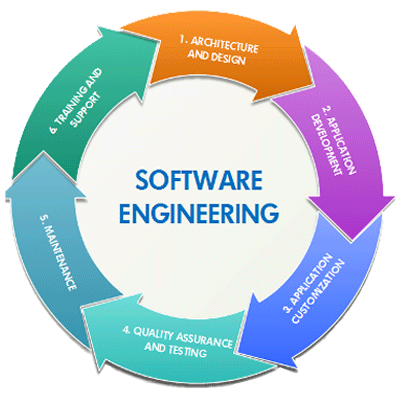 SOFTWARE
ENGINEERING
1. ARCHITECTURE
AND DESIGN
2. APPLICATION
DEVELOPMENT
3. APPLICATION
CUSTOMIZATION
4. QUALITY ASSURANCE
AND TESTING
5. MAINTENANCE
6. TRAINING AND
SUPPORT